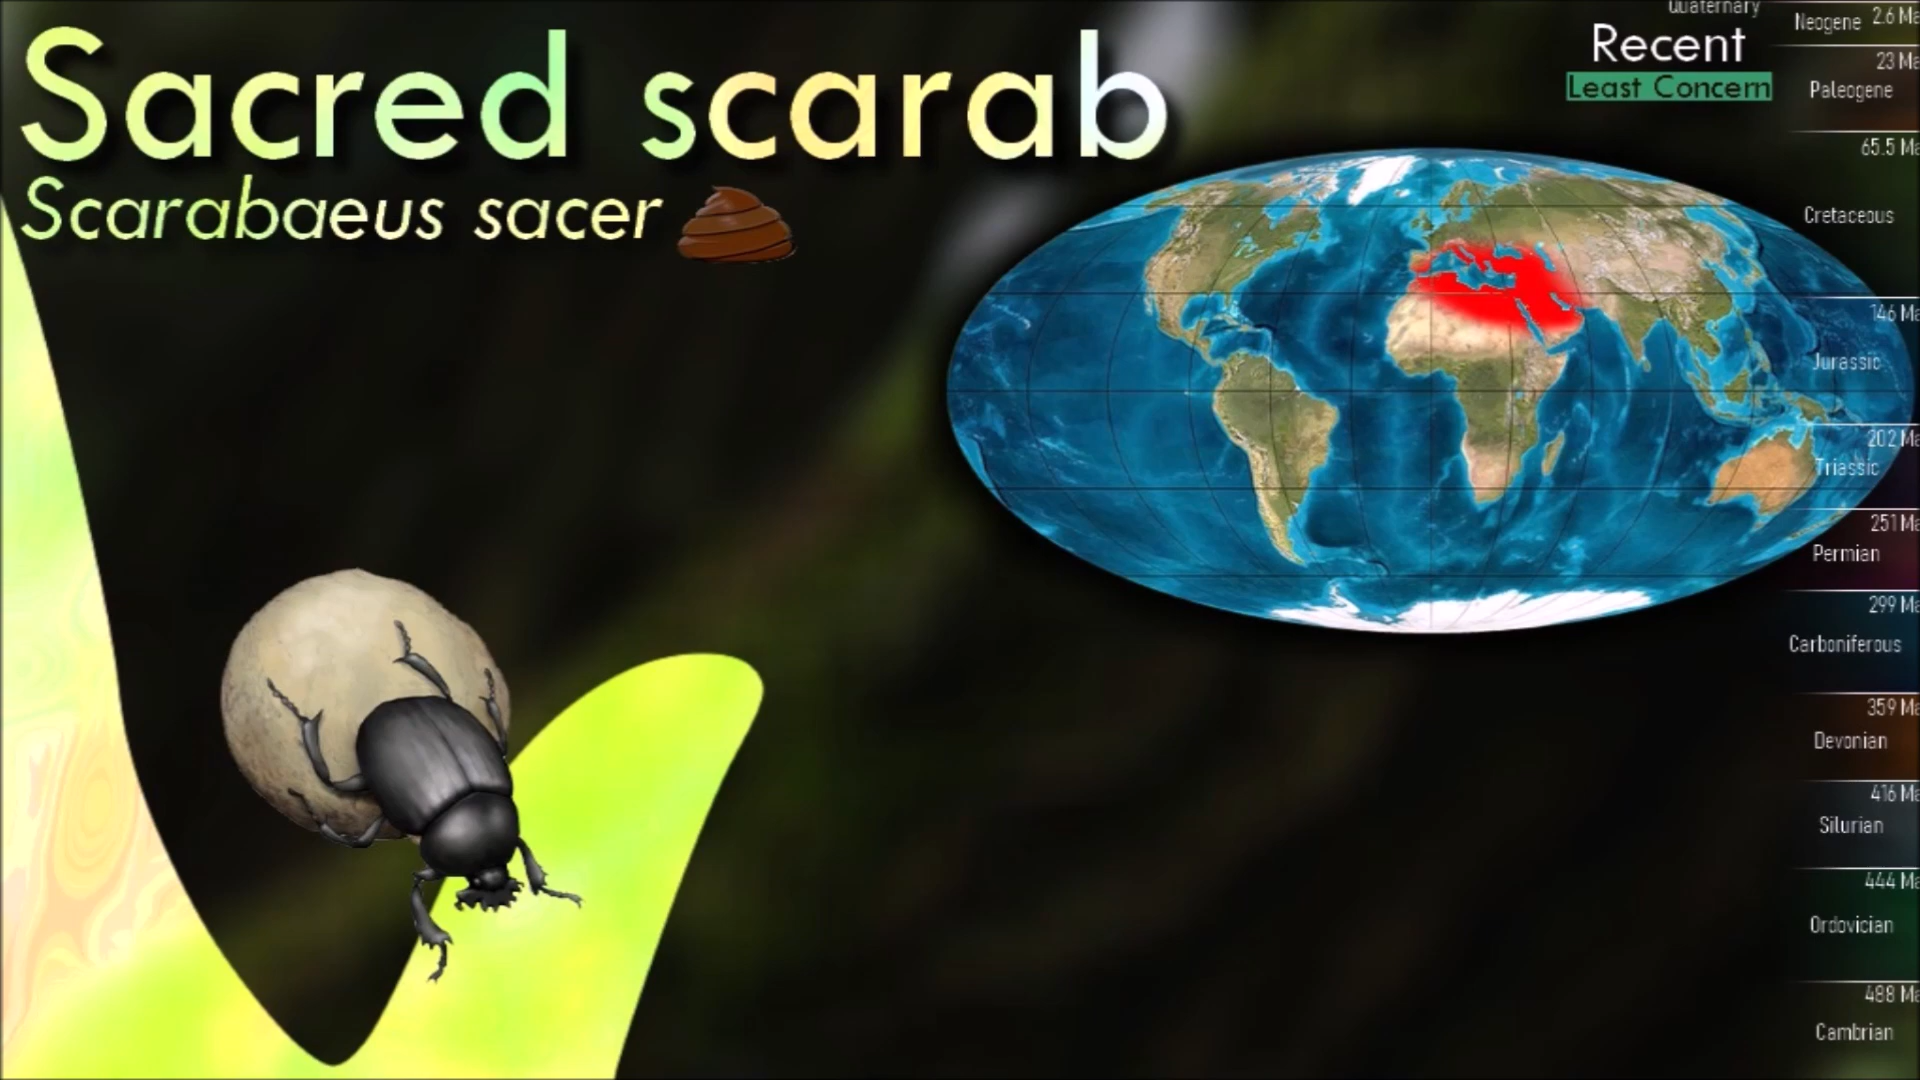 Sacred scarab
Scarabaeus sacer
Quaternary
Recent
Least Concern
Neogene 2.6 Ma
23 Ma
Paleogene
65.5 Ma
Cretaceous
146 Ma
Jurassic
202 Ma
Triassic
251 Ma
Permian
299 Ma
Carboniferous
359 Ma
Devonian
416 Ma
Silurian
444 Ma
Ordovician
488 Ma
Cambrian